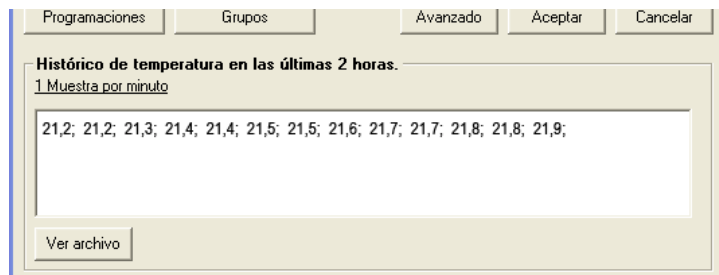 Programaciones Grupos Avanzado Aceptar Cancelar
Histórico de temperatura en las últimas 2 horas.
1 Muestra por minuto
21,2; 21,2; 21,3; 21,4; 21,4; 21,5; 21,5; 21,6; 21,7; 21,7; 21,8; 21,8; 21,9;
Ver archivo